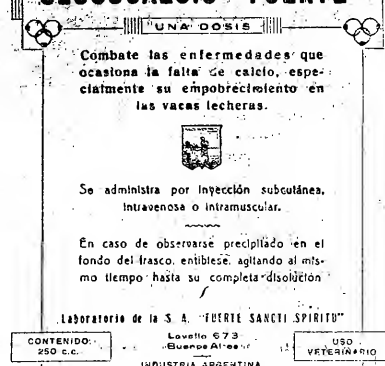 UNA DOSIS
Combate las enfermedades que
ocasiona la falta de calcio, espe-
cialmente su empobrecimiento en
las vacas lecheras.
Se administra por inyección subcutánea,
intravenosa o intramuscular.
En caso de observarse precipitado en el
fondo del frasco, entíbiese, agitando al mis-
mo tiempo hasta su completa disolución
Laboratorio de la S. A. "FUERTE SANCTI SPIRITU"
CONTENIDO:
250 c.c.
Lavalle 673
Buenos Aires
USO
VETERINARIO
INDUSTRIA ARGENTINA